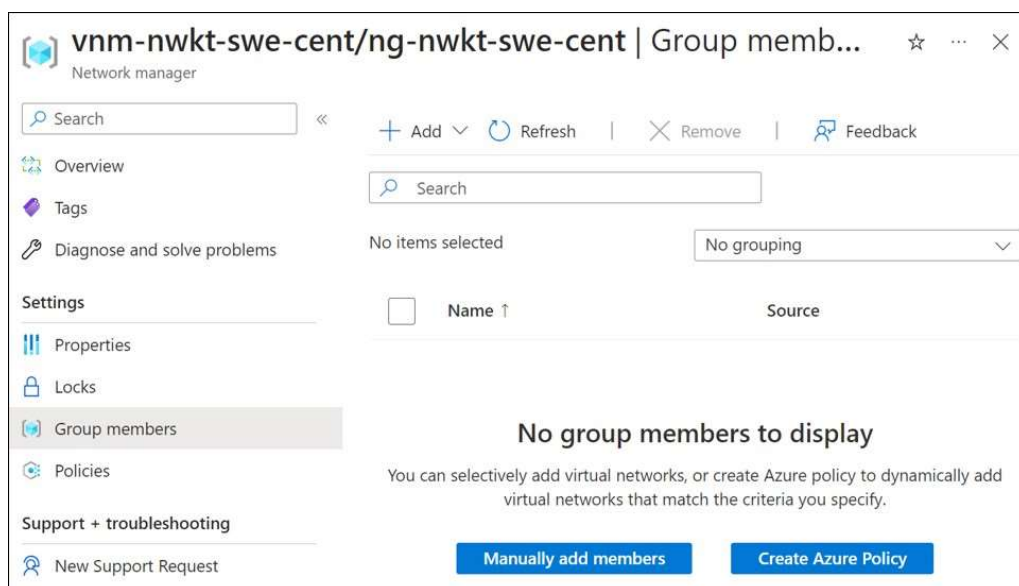 vnm-nwkt-swe-cent/ng-nwkt-swe-cent | Group memb...
Network manager
Search
Overview
Tags
Diagnose and solve problems
Settings
Properties
Locks
Group members
Policies
Support + troubleshooting
New Support Request
Add
Refresh
Remove
Feedback
Search
No items selected
No grouping
Name ↑
Source
No group members to display
You can selectively add virtual networks, or create Azure policy to dynamically add
virtual networks that match the criteria you specify.
Manually add members
Create Azure Policy